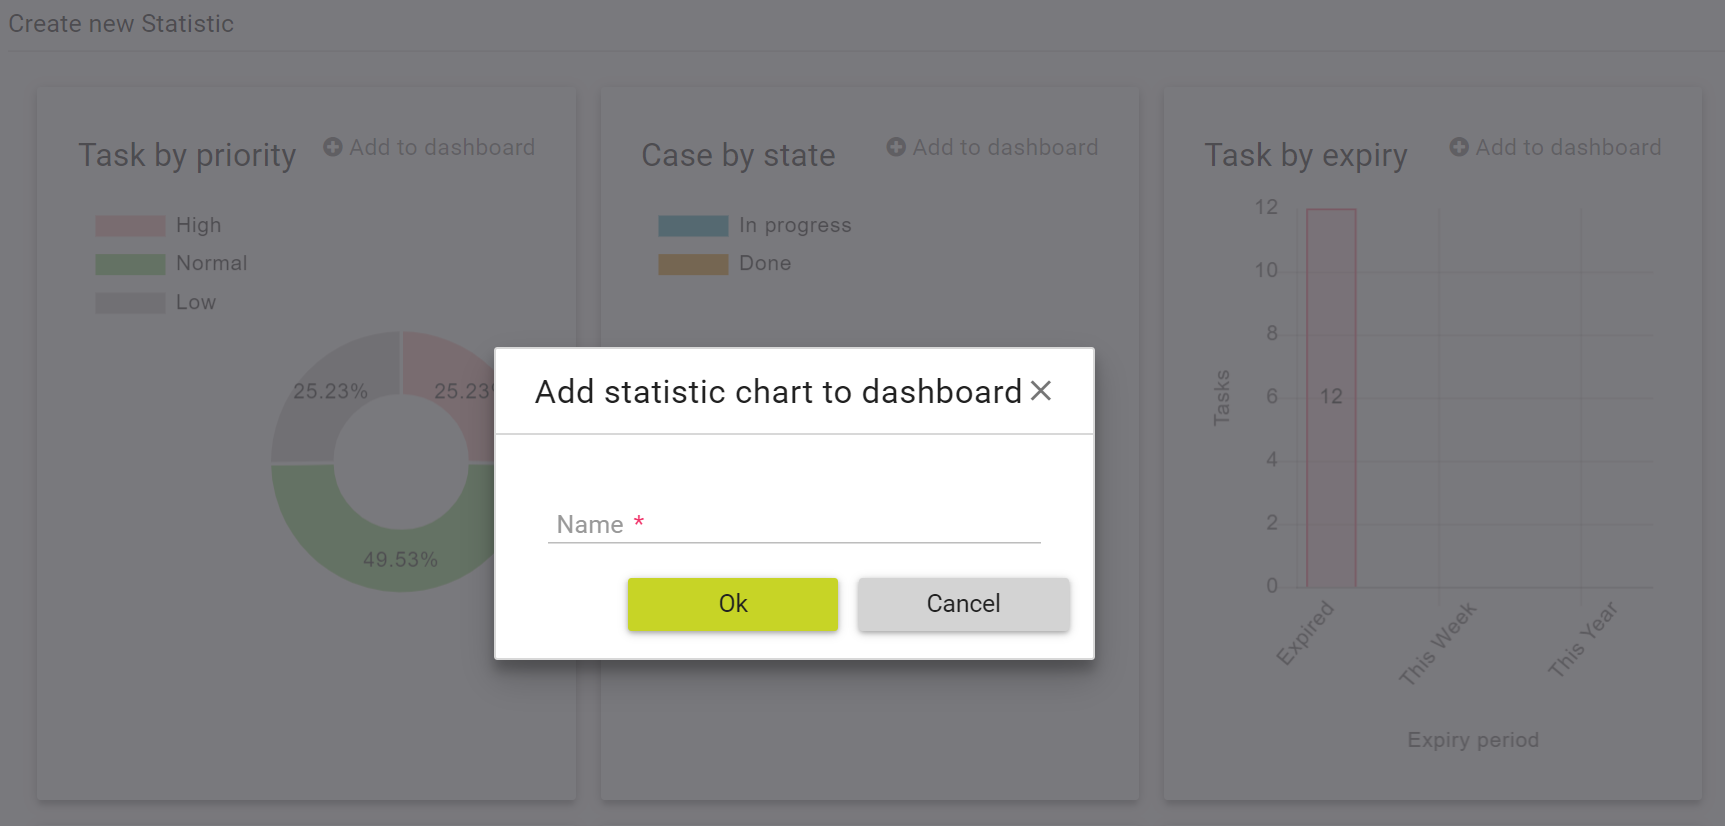 Create new Statistic
Task by priority
Add to dashboard
High
Normal
Low
25.23%
25.23%
49.53%
Case by state
Add to dashboard
In progress
Done
Task by expiry
Add to dashboard
12
10
8
6
4
2
0
Tasks
12
Expired
This Week
This Year
Expiry period
Add statistic chart to dashboard
Name *
Ok
Cancel